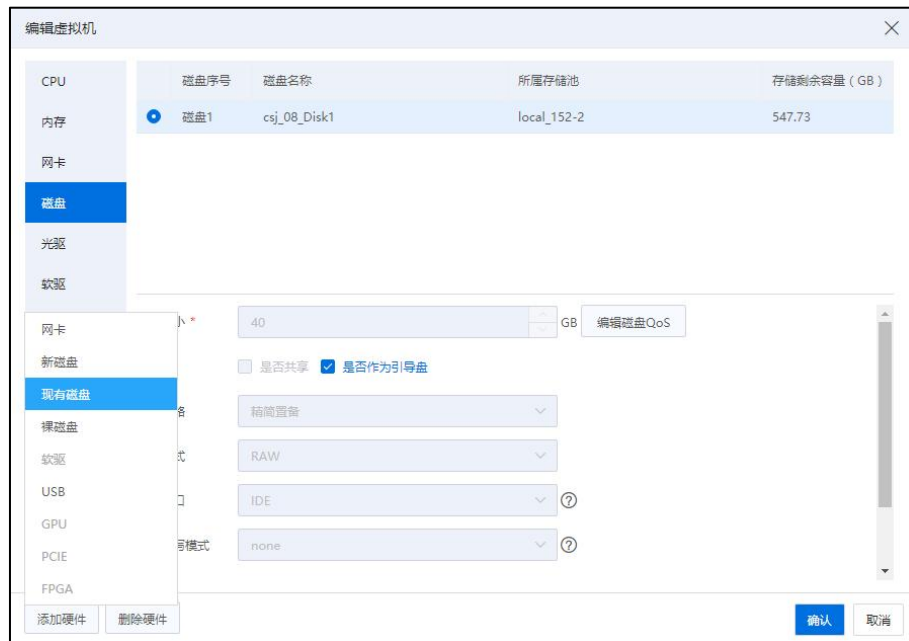 编辑虚拟机
CPU
内存
网卡
磁盘
光驱
软驱
磁盘序号 磁盘名称 所属存储池 存储剩余容量（GB）
磁盘1 csj_08_Disk1 local_152-2 547.73
网卡
新磁盘
现有磁盘
裸磁盘
软驱
USB
GPU
PCIE
FPGA
小 * 40 GB 编辑磁盘QoS
是否共享 是否作为引导盘
精简置备
式 RAW
口 IDE
写模式 none
添加硬件 删除硬件 确认 取消